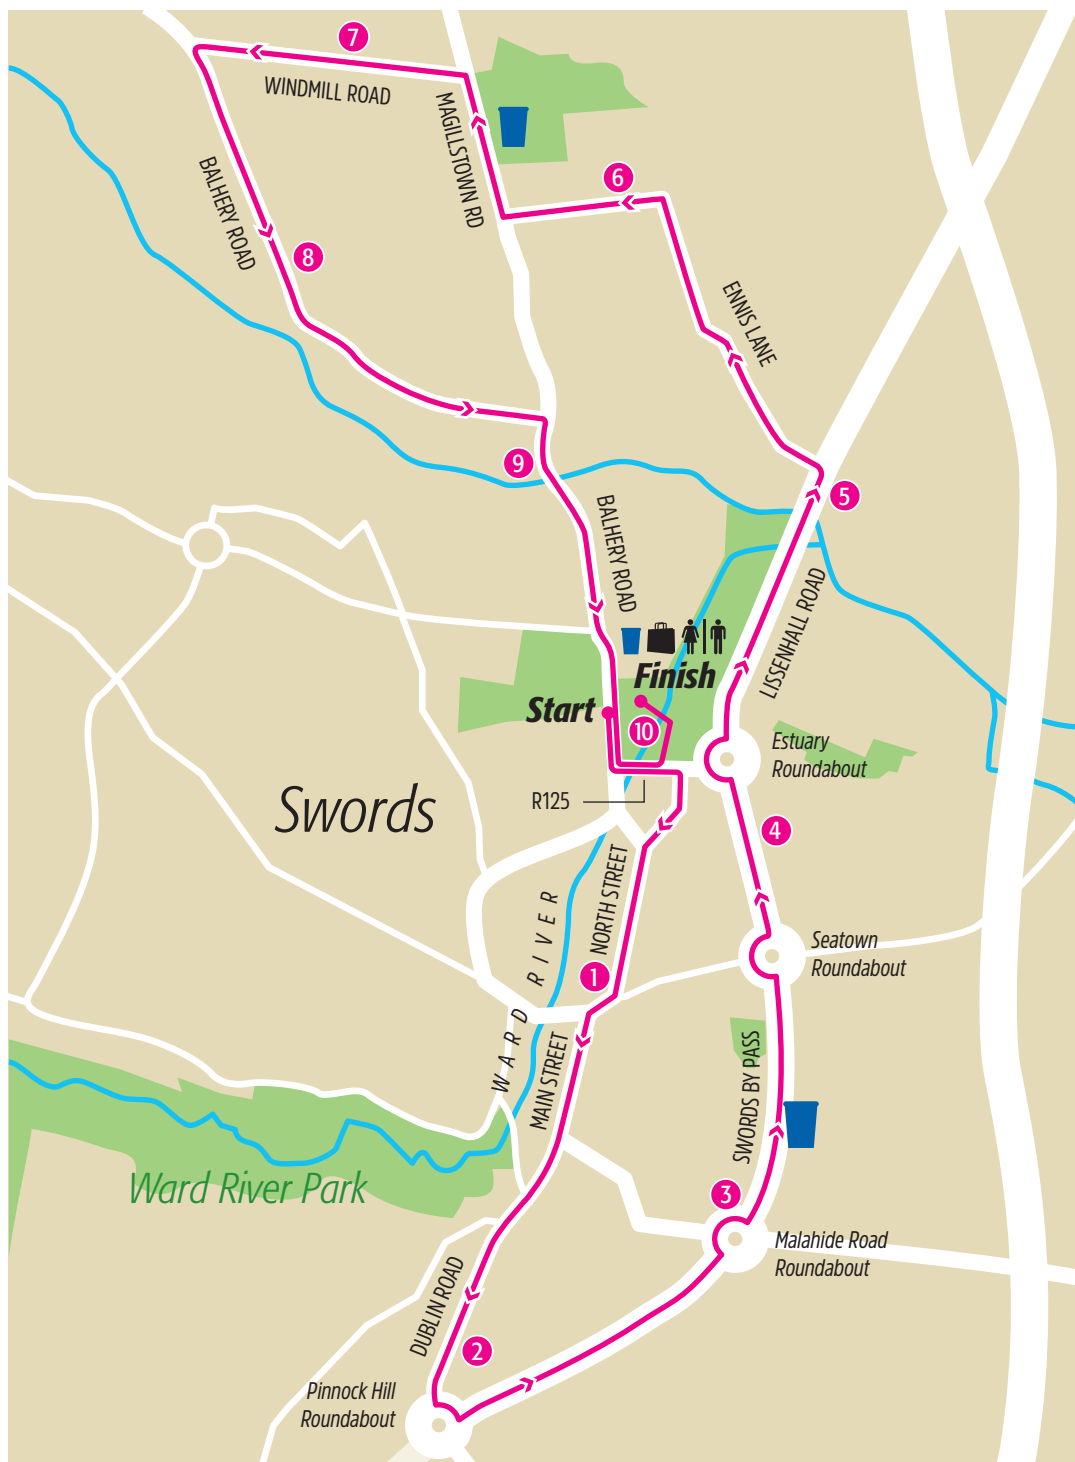 7
WINDMILL ROAD
MAGILLSTOWN RD
6
BALHERY ROAD
8
ENNIS LANE
9
5
BALHERY ROAD
LISSENHALL ROAD
Finish
Start
10
Estuary
Roundabout
R125
Swords
4
NORTH STREET
WARD RIVER
Seatown
Roundabout
1
MAIN STREET
SWORDS BY PASS
Ward River Park
3
Malahide Road
Roundabout
DUBLIN ROAD
2
Pinnock Hill
Roundabout